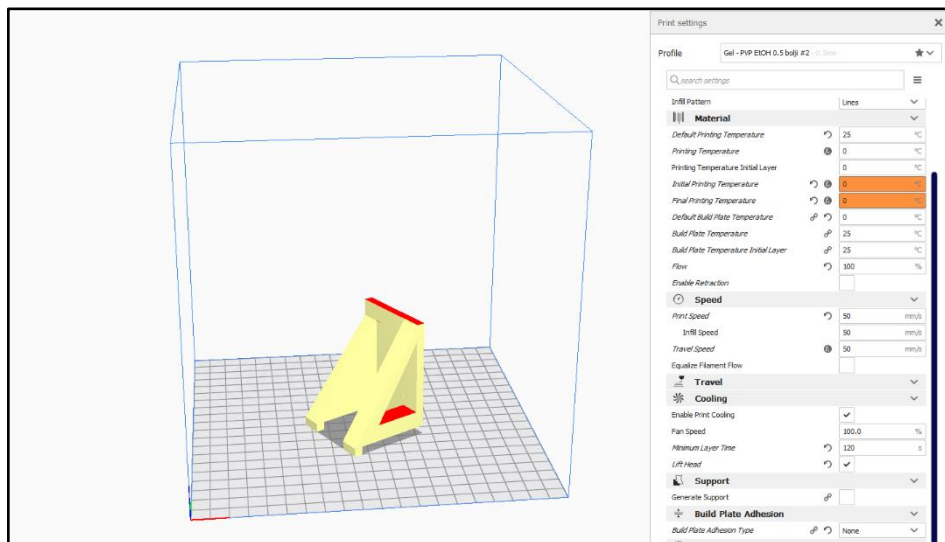 Print settings
Profile Gel - PVP EtOH 0.5 bolji #2 - 0.3mm
search settings
Infill Pattern Lines
Material
Default Printing Temperature 25 °C
Printing Temperature 0 °C
Printing Temperature Initial Layer 0 °C
Initial Printing Temperature 0 °C
Final Printing Temperature 0 °C
Default Build Plate Temperature 0 °C
Build Plate Temperature 25 °C
Build Plate Temperature Initial Layer 25 °C
Flow 100 %
Enable Retraction
Speed
Print Speed 50 mm/s
Infill Speed 50 mm/s
Travel Speed 50 mm/s
Equalize Filament Flow
Travel
Cooling
Enable Print Cooling
Fan Speed 100.0 %
Minimum Layer Time 120 s
Lift Head
Support
Generate Support
Build Plate Adhesion
Build Plate Adhesion Type None